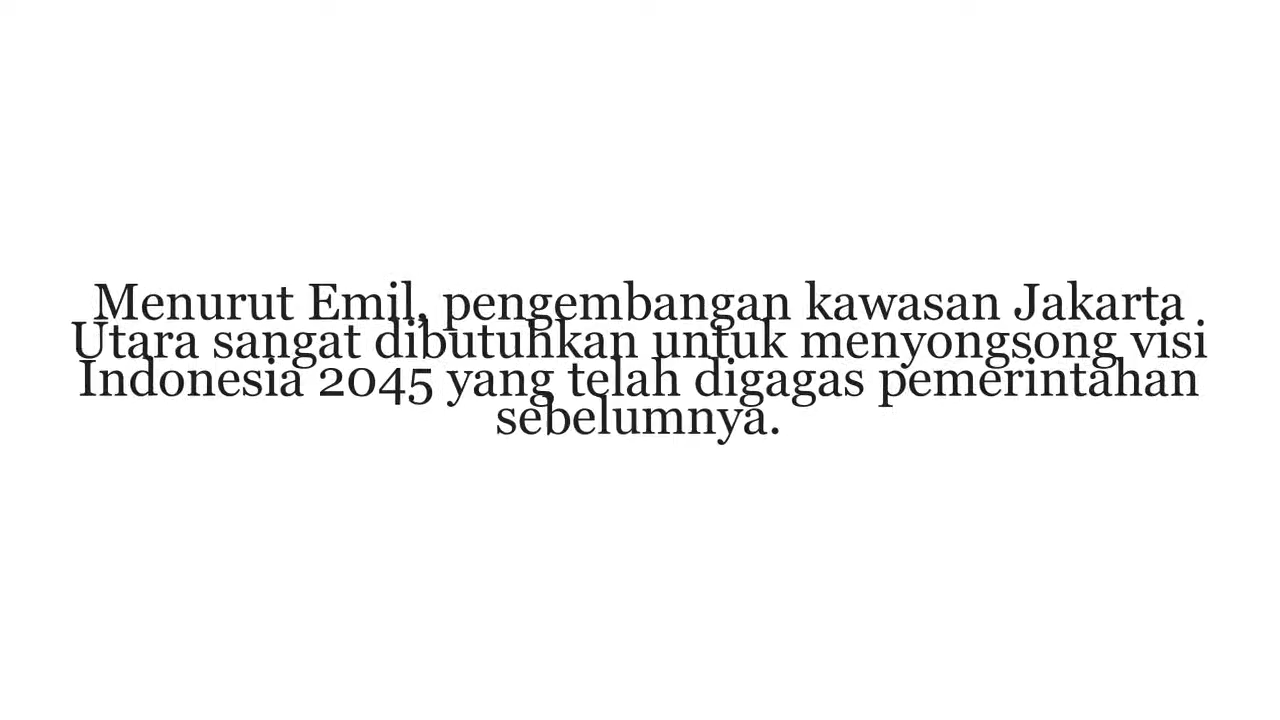 Menurut Emil, pengembangan kawasan Jakarta
Utara sangat dibutuhkan untuk menyongsong visi
Indonesia 2045 yang telah digagas pemerintahan
sebelumnya.